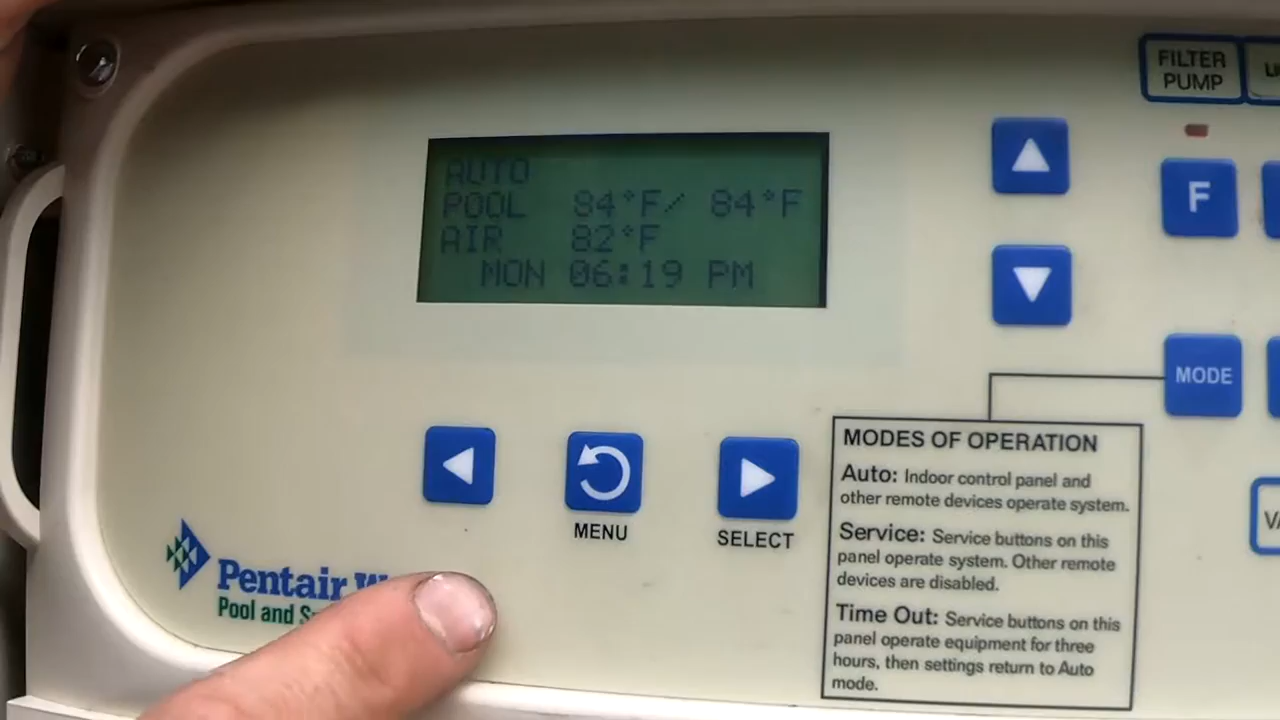 FILTER
PUMP
AUTO
POOL 84°F/ 84°F
AIR 82°F
MON 06:19 PM
F
MODE
MENU
SELECT
MODES OF OPERATION
Auto: Indoor control panel and
other remote devices operate system.
Service: Service buttons on this
panel operate system. Other remote
devices are disabled.
Time Out: Service buttons on this
panel operate equipment for three
hours, then settings return to Auto
mode.
Pentair
Pool and